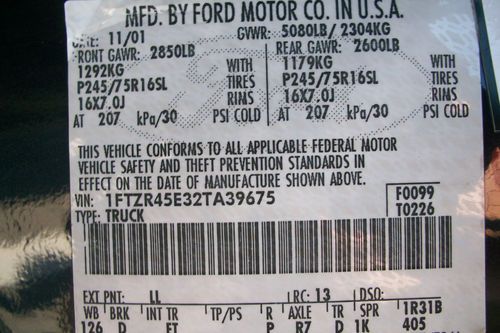 MFD. BY FORD MOTOR CO. IN U.S.A.
DATE: 11/01 GVWR: 5080LB/ 2304KG
FRONT GAWR: 2850LB REAR GAWR: 2600LB
1292KG WITH 1179KG WITH
P245/75R16SL TIRES P245/75R16SL TIRES
16X7.0J RIMS 16X7.0J RIMS
AT 207 kPa/30 PSI COLD AT 207 kPa/30 PSI COLD
THIS VEHICLE CONFORMS TO ALL APPLICABLE FEDERAL MOTOR
VEHICLE SAFETY AND THEFT PREVENTION STANDARDS IN
EFFECT ON THE DATE OF MANUFACTURE SHOWN ABOVE.
VIN: 1FTZR45E32TA39675 F0099
TYPE: TRUCK T0226
EXT PNT: LL RC: 13 DSO:
WB BRK INT TR TP/PS R AXLE TR SPR 1R31B
126 D FT P R7 D 1K 405